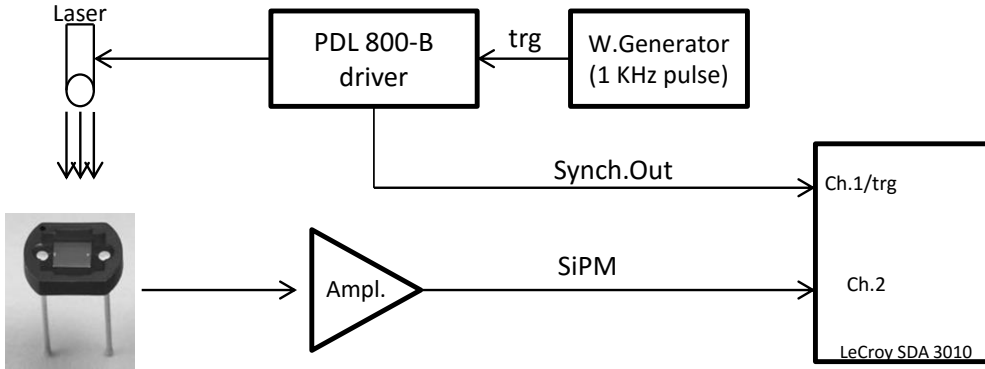 Laser
PDL 800-B
driver
trg
W.Generator
(1 KHz pulse)
Synch.Out
Ch.1/trg
SiPM
Ampl.
Ch.2
LeCroy SDA 3010